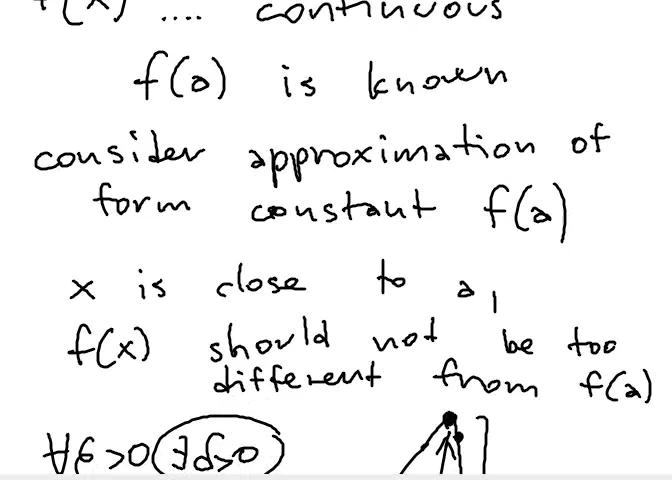 f(x) .... continuous
f(a) is known
consider approximation of
form constant f(a)
x is close to a,
f(x) should not be too
different from f(a)
∀ε>0 ∃δ>0